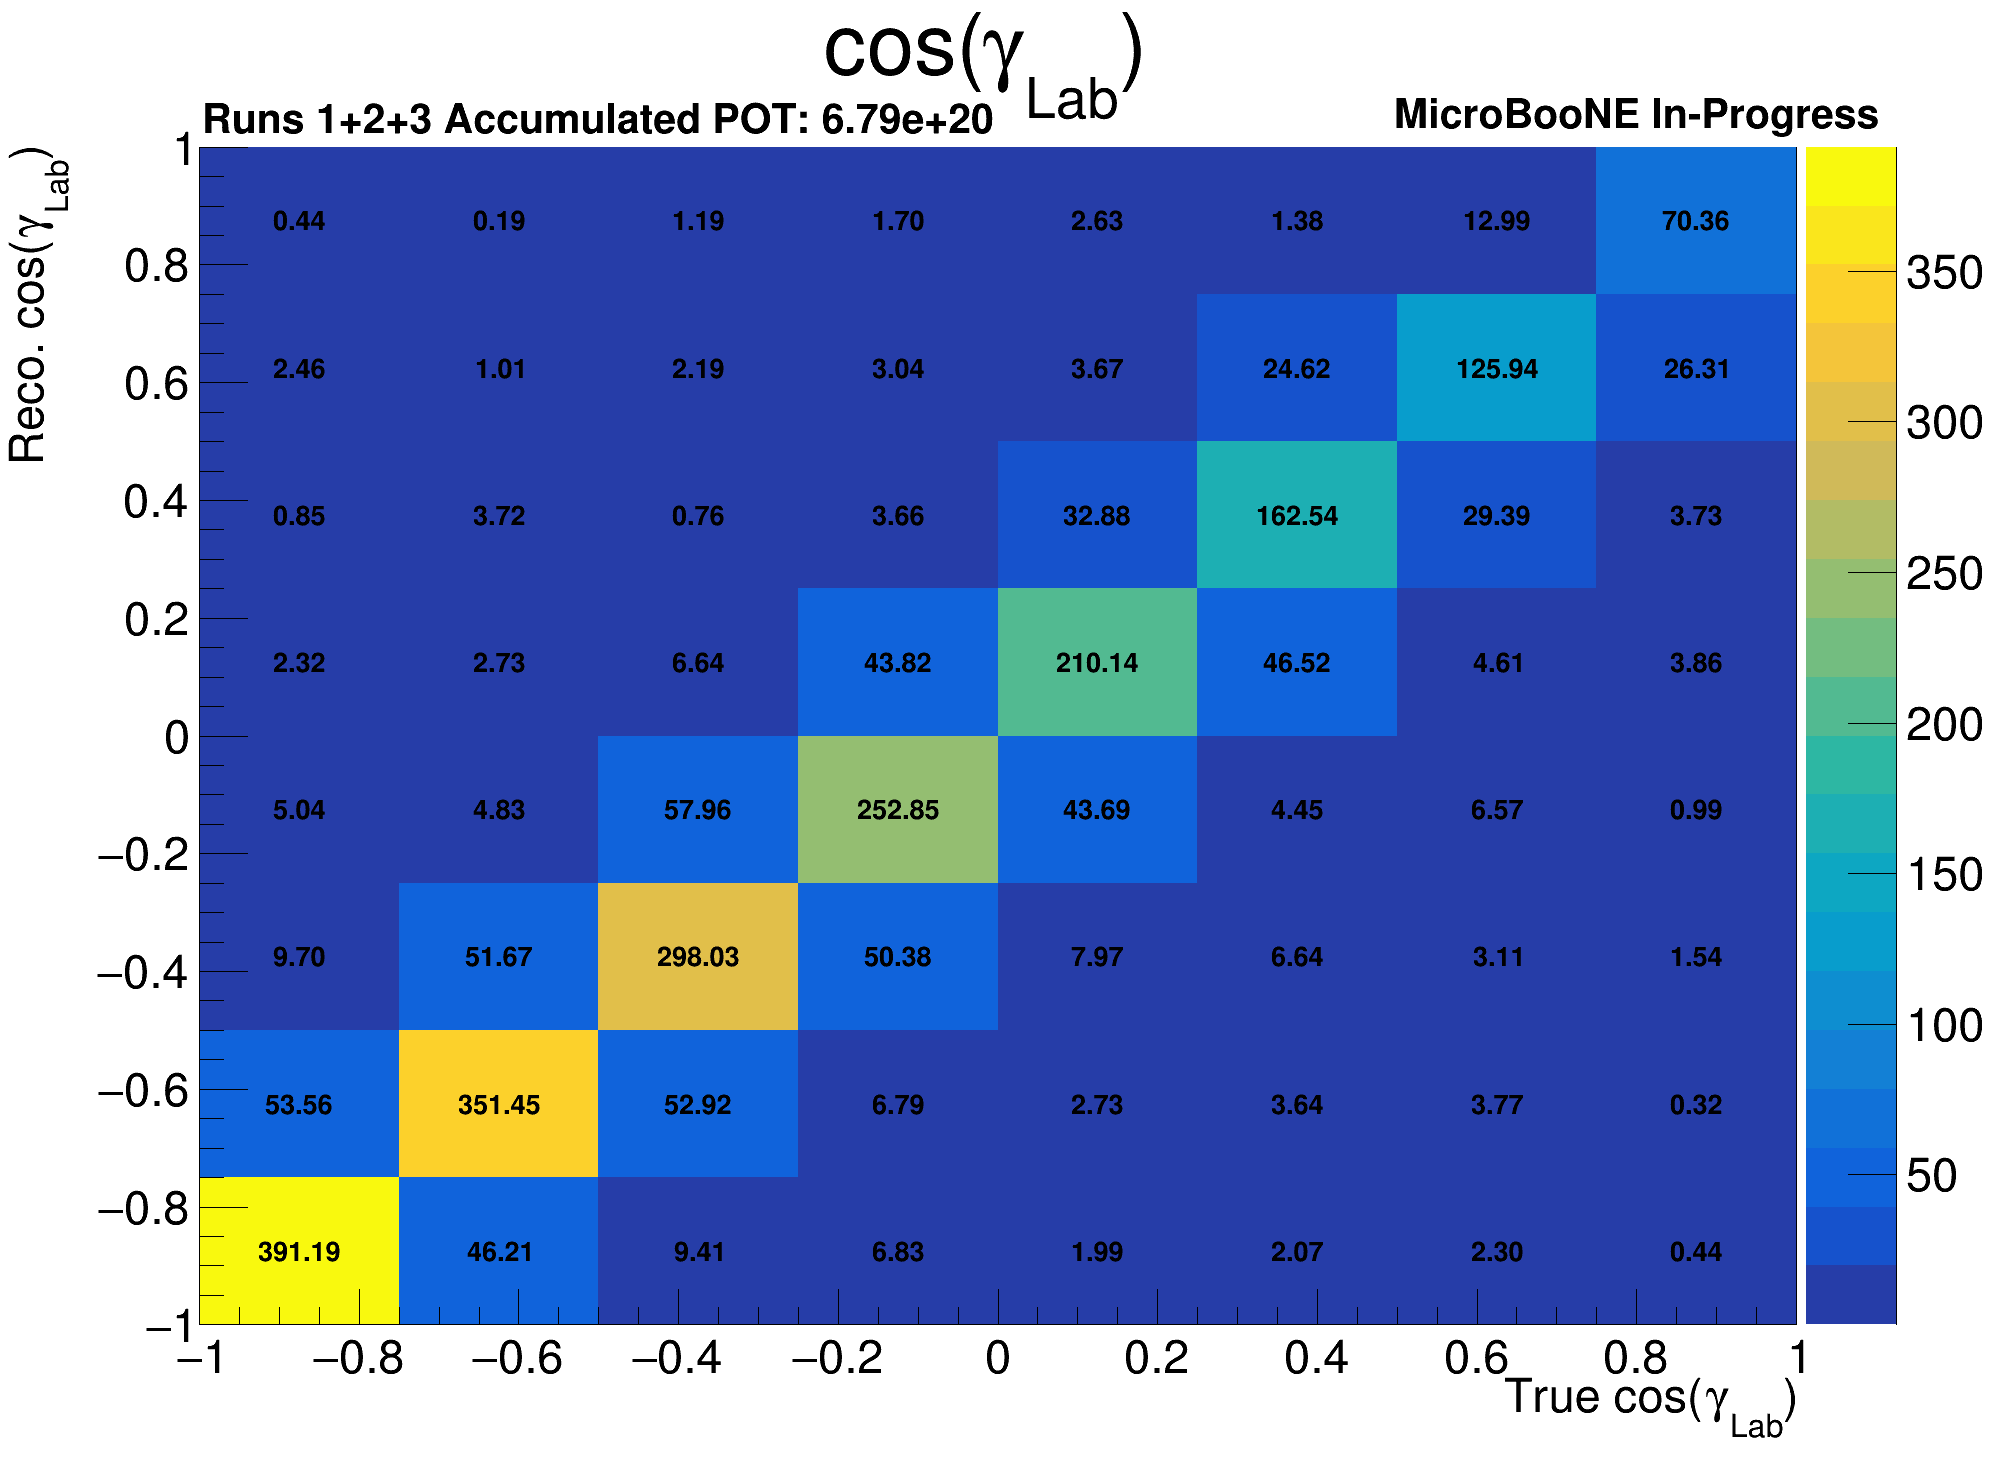 cos(γ_Lab)
Runs 1+2+3 Accumulated POT: 6.79e+20 MicroBooNE In-Progress
Reco. cos(γ_Lab)
1
0.8
0.6
0.4
0.2
0
−0.2
−0.4
−0.6
−0.8
−1
0.44 0.19 1.19 1.70 2.63 1.38 12.99 70.36
2.46 1.01 2.19 3.04 3.67 24.62 125.94 26.31
0.85 3.72 0.76 3.66 32.88 162.54 29.39 3.73
2.32 2.73 6.64 43.82 210.14 46.52 4.61 3.86
5.04 4.83 57.96 252.85 43.69 4.45 6.57 0.99
9.70 51.67 298.03 50.38 7.97 6.64 3.11 1.54
53.56 351.45 52.92 6.79 2.73 3.64 3.77 0.32
391.19 46.21 9.41 6.83 1.99 2.07 2.30 0.44
350
300
250
200
150
100
50
−1 −0.8 −0.6 −0.4 −0.2 0 0.2 0.4 0.6 0.8 1
True cos(γ_Lab)